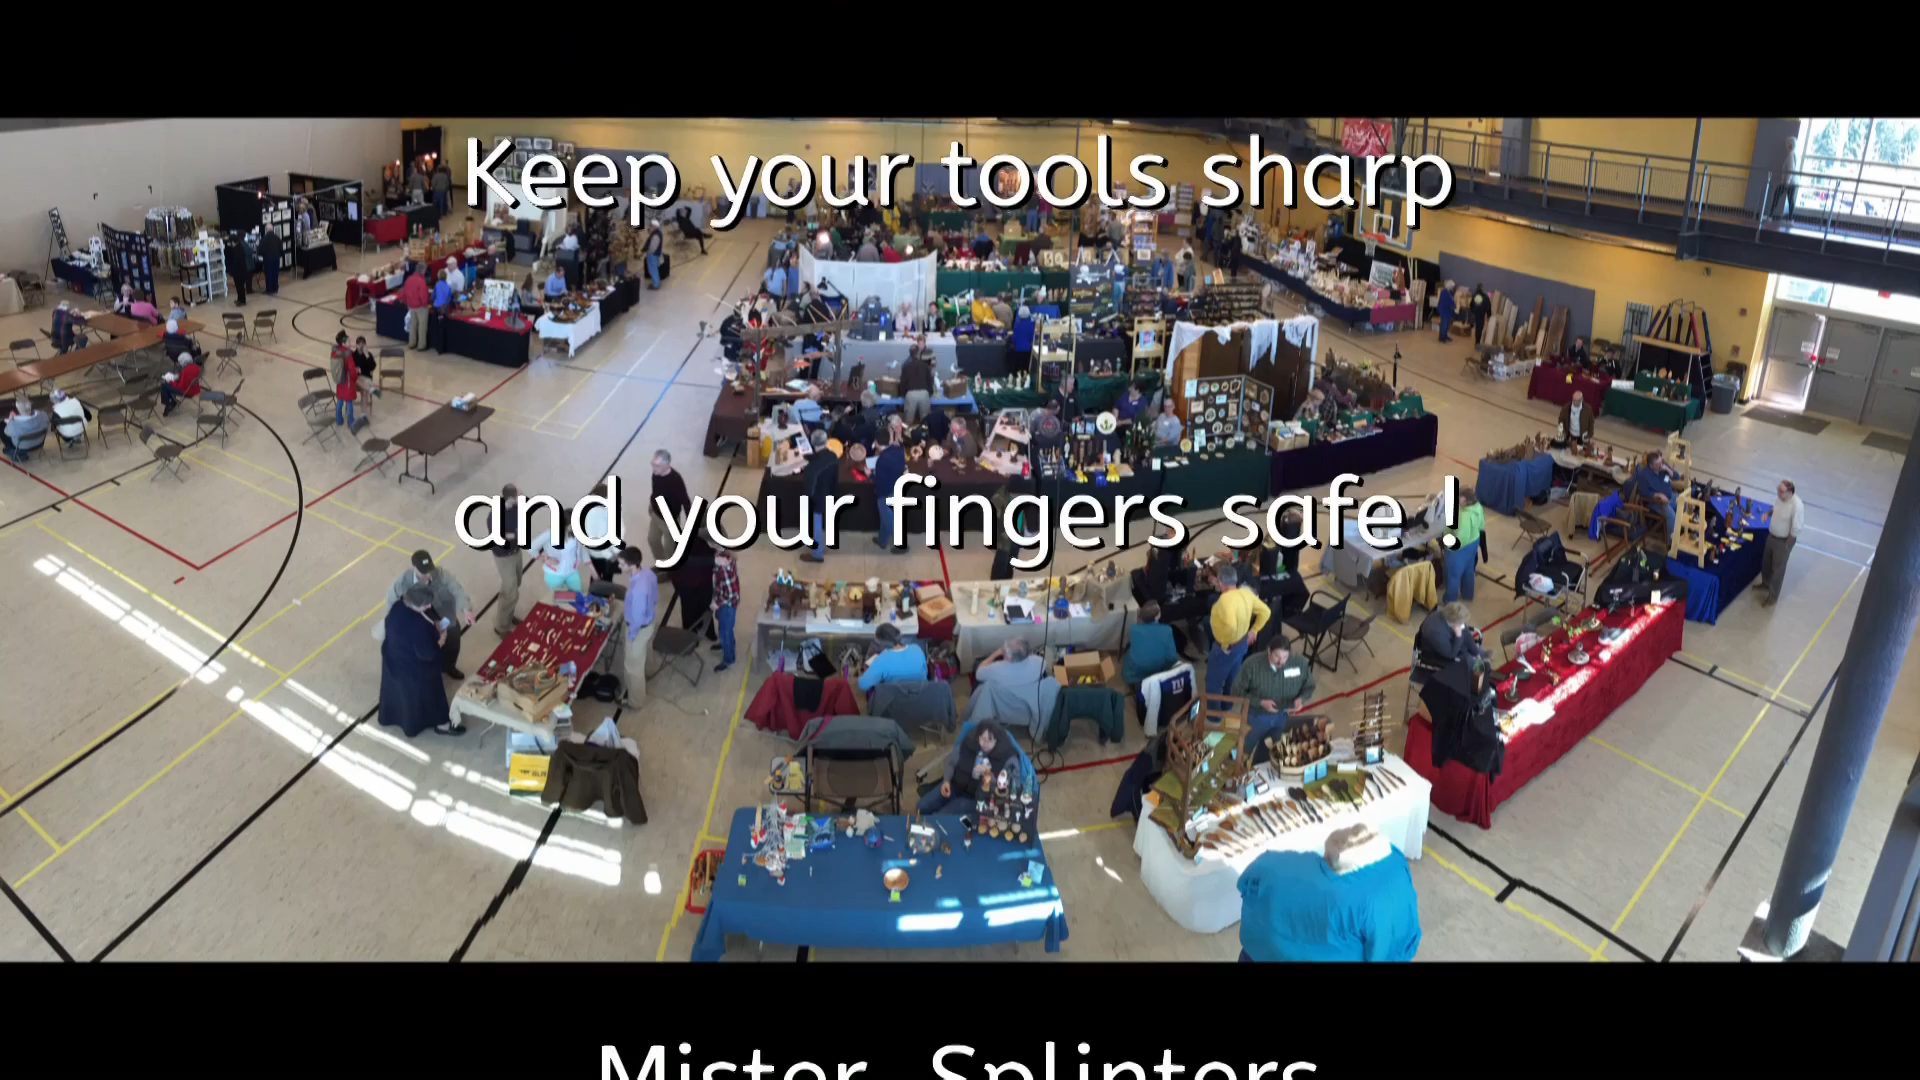 Keep your tools sharp
and your fingers safe !
Mister Splinters